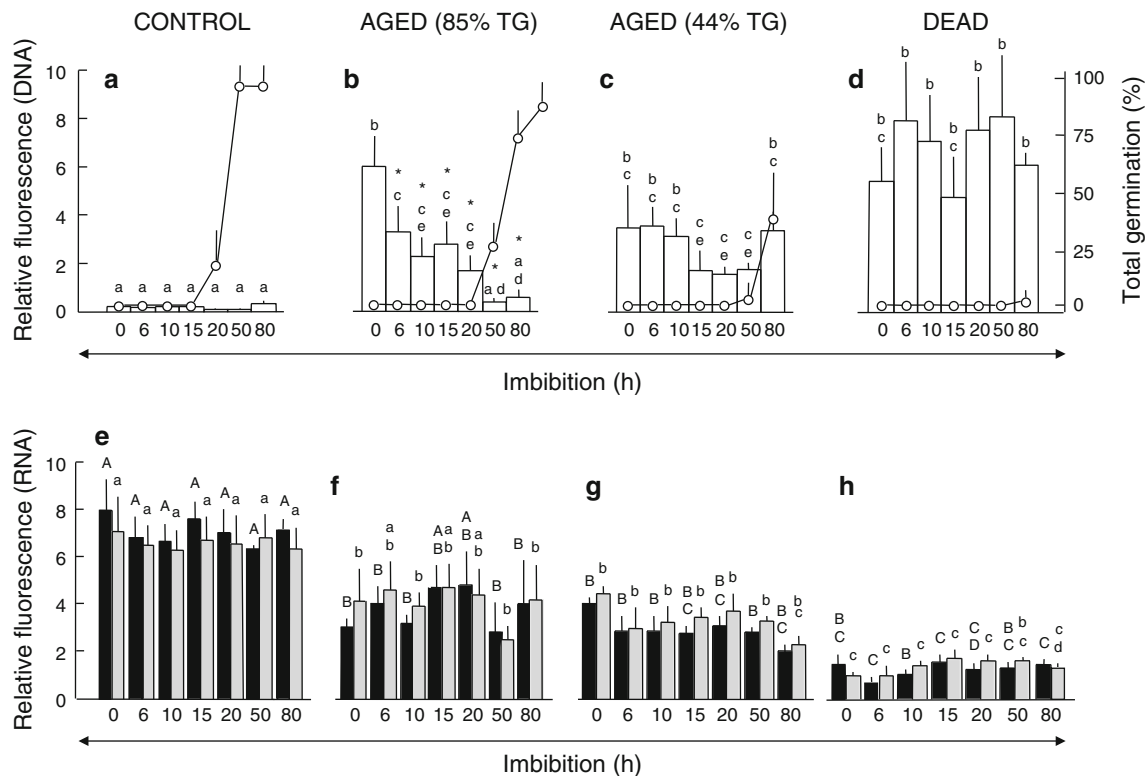 CONTROL AGED (85% TG) AGED (44% TG) DEAD
Relative fluorescence (DNA)
10
8
6
4
2
0
a
a a a a a a a
0 6 10 15 20 50 80
b
b
*
c
*
c
e
*
c
e
*
c
e
*
a d
*
a
d
0 6 10 15 20 50 80
c
b
c
b
c
b
c
c
e
c
e
c
e
b
c
0 6 10 15 20 50 80
d
b
c
b
b
b
c
b
b
b
0 6 10 15 20 50 80
100
75
50
25
0
Total germination (%)
Imbibition (h)
Relative fluorescence (RNA)
10
8
6
4
2
0
e
A a A a A a A a A a A a A a
0 6 10 15 20 50 80
f
B b
B
a
b
B b
A
B
a
b
A
B
a
b
B b
B b
0 6 10 15 20 50 80
g
B b
B b
B b
B
C
b
B
C
b
B b
B
C
b
c
0 6 10 15 20 50 80
h
B
C
c
C c
B c
C c
C
D
c
B
C
b
c
C
c
d
0 6 10 15 20 50 80
Imbibition (h)